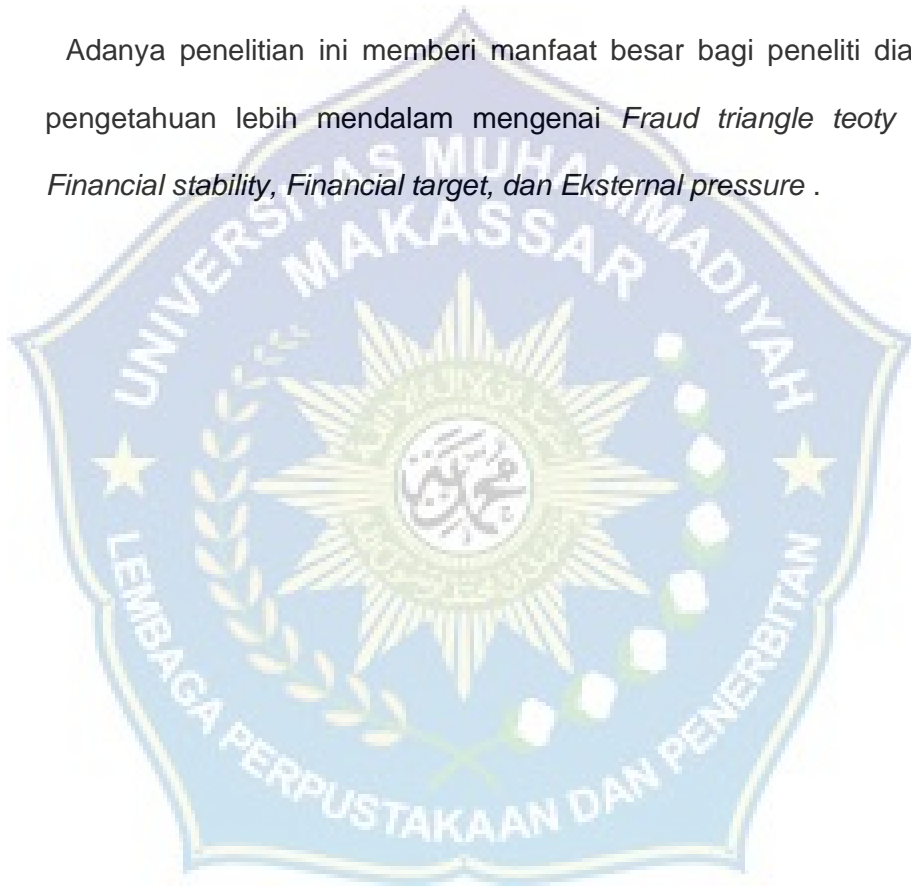 Adanya penelitian ini memberi manfaat besar bagi peneliti dia
pengetahuan lebih mendalam mengenai Fraud triangle teoty
Financial stability, Financial target, dan Eksternal pressure .
UNIVERSITAS MUHAMMADIYAH
MAKASSAR
LEMBAGA PERPUSTAKAAN DAN PENERBITAN